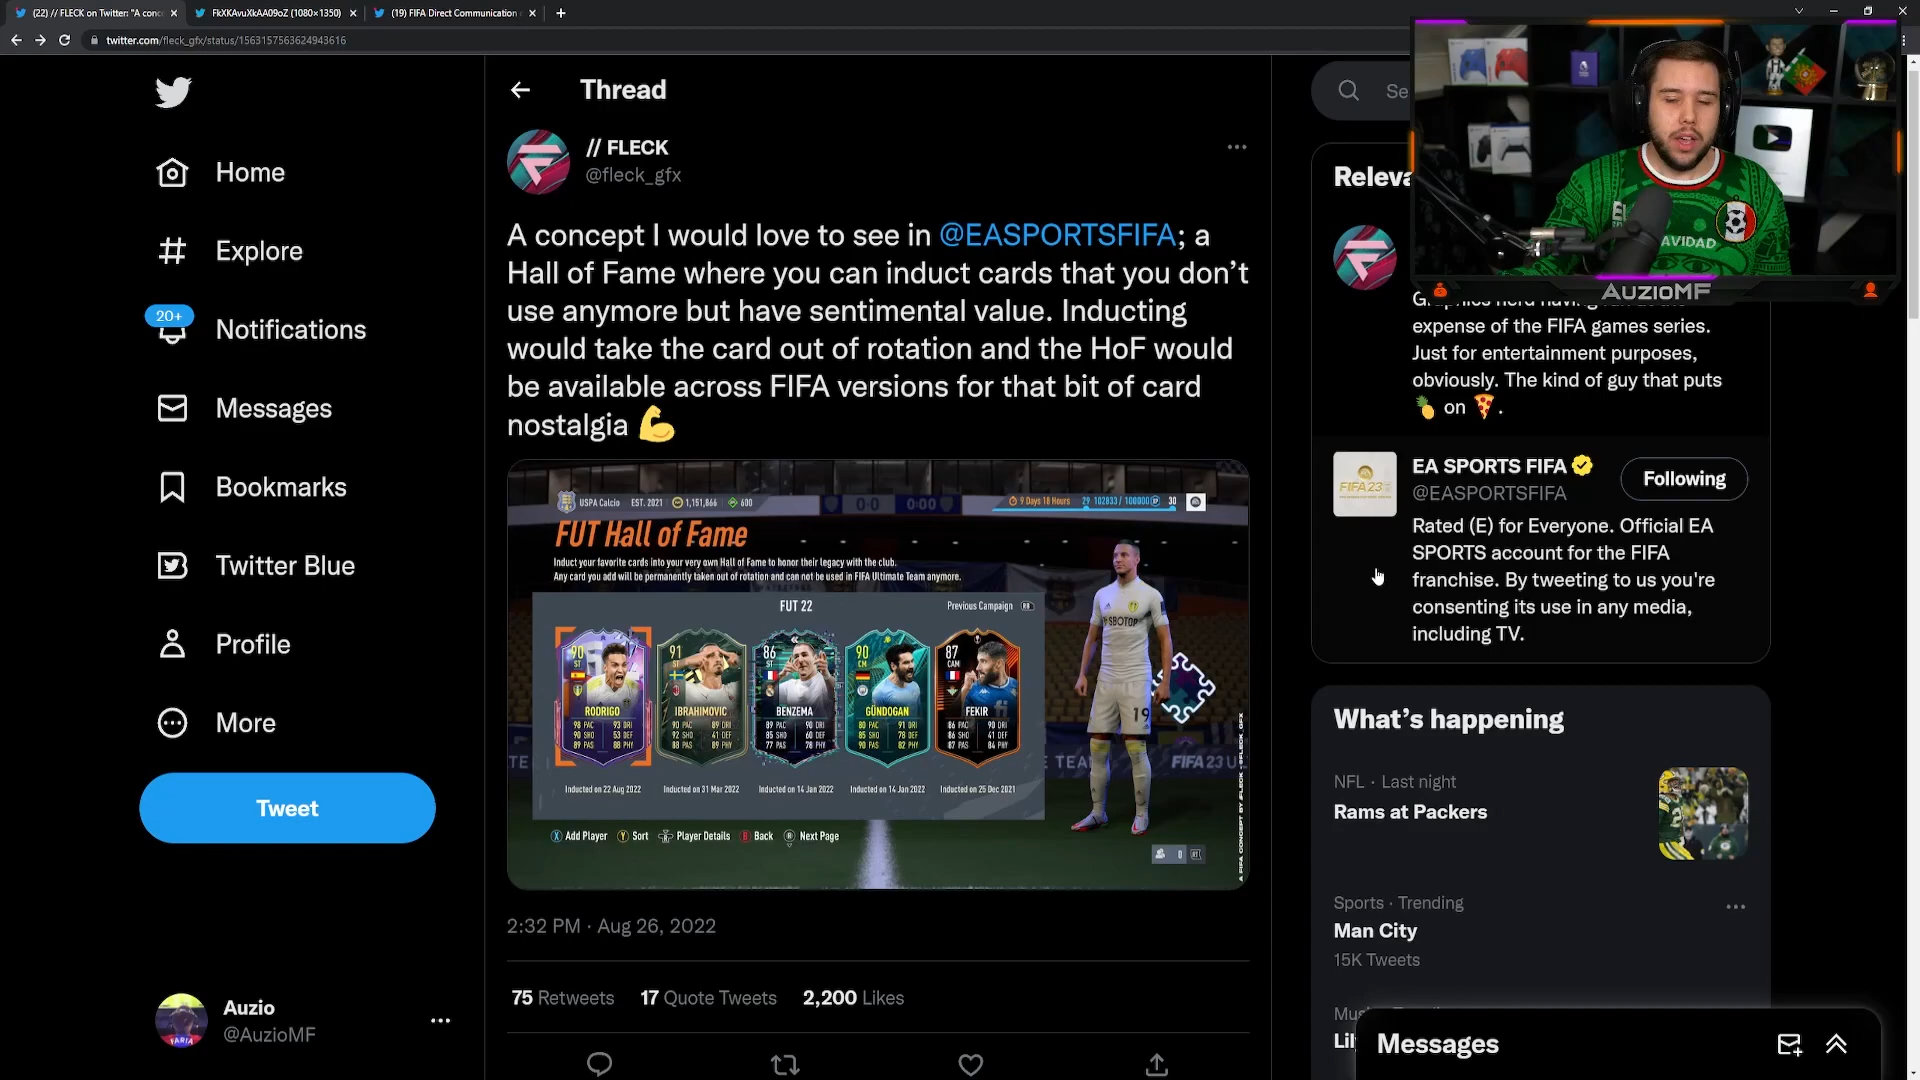 (22) // FLECK on Twitter: "A conc
FkXKAvuXkAA09oZ (1080×1350)
(19) FIFA Direct Communication
twitter.com/fleck_gfx/status/1563157563624943616
Thread
Se
Home
Explore
20+
Notifications
Messages
Bookmarks
Twitter Blue
Profile
More
Tweet
Auzio
@AuzioMF
// FLECK
@fleck_gfx
A concept I would love to see in @EASPORTSFIFA; a
Hall of Fame where you can induct cards that you don't
use anymore but have sentimental value. Inducting
would take the card out of rotation and the HoF would
be available across FIFA versions for that bit of card
nostalgia 💪
USPA Calcio EST. 2021 1,151,866 600
0-0 0:00
9 Days 18 Hours 29 102833 / 100000 30
FUT Hall of Fame
Induct your favorite cards into your very own Hall of Fame to honor their legacy with the club.
Any card you add will be permanently taken out of rotation and can not be used in FIFA Ultimate Team anymore.
FUT 22
Previous Campaign
90 ST
RODRIGO
98 PAC 93 DRI
90 SHO 53 DEF
89 PAS 88 PHY
Inducted on 22 Aug 2022
91 ST
IBRAHIMOVIC
90 PAC 89 DRI
92 SHO 41 DEF
88 PAS 89 PHY
Inducted on 31 Mar 2022
86 ST
BENZEMA
89 PAC 90 DRI
85 SHO 60 DEF
77 PAS 78 PHY
Inducted on 14 Jan 2022
90 CM
GÜNDOGAN
80 PAC 91 DRI
85 SHO 78 DEF
90 PAS 82 PHY
Inducted on 14 Jan 2022
87 CAM
FEKIR
86 PAC 90 DRI
86 SHO 41 DEF
87 PAS 84 PHY
Inducted on 25 Dec 2021
SBOTOP
19
FIFA 23 U
X Add Player Y Sort Player Details B Back R Next Page
0
2:32 PM · Aug 26, 2022
75 Retweets 17 Quote Tweets 2,200 Likes
AVIDAD
AUZIOMF
Releva
expense of the FIFA games series.
Just for entertainment purposes,
obviously. The kind of guy that puts
🍍 on 🍕.
FIFA 23
EA SPORTS FIFA
@EASPORTSFIFA
Following
Rated (E) for Everyone. Official EA
SPORTS account for the FIFA
franchise. By tweeting to us you're
consenting its use in any media,
including TV.
What's happening
NFL · Last night
Rams at Packers
Sports · Trending
Man City
15K Tweets
Messages